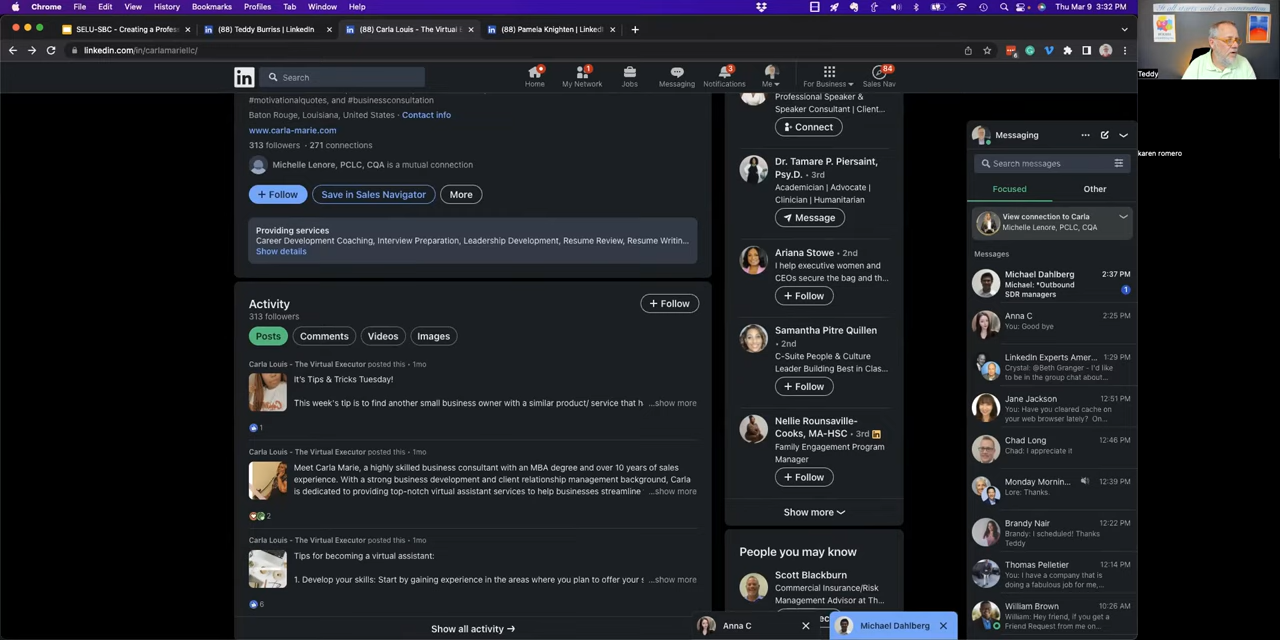 Chrome File Edit View History Bookmarks Profiles Tab Window Help
Thu Mar 9 3:32 PM
SELU-SBC - Creating a Profes
(88) Teddy Burriss | LinkedIn
(88) Carla Louis - The Virtual E
(88) Pamela Knighten | LinkedIn
linkedin.com/in/carlamariellc/
Search
Home
My Network
Jobs
Messaging
Notifications
Me
For Business
Sales Nav
1
3
84
Teddy
karen romero
#motivationalquotes, and #businessconsultation
Baton Rouge, Louisiana, United States · Contact info
www.carla-marie.com
313 followers · 271 connections
Michelle Lenore, PCLC, CQA is a mutual connection
+ Follow
Save in Sales Navigator
More
Providing services
Career Development Coaching, Interview Preparation, Leadership Development, Resume Review, Resume Writin...
Show details
Activity
313 followers
+ Follow
Posts
Comments
Videos
Images
Carla Louis - The Virtual Executor posted this · 1mo
It's Tips & Tricks Tuesday!
This week's tip is to find another small business owner with a similar product/ service that h ...show more
1
Carla Louis - The Virtual Executor posted this · 1mo
Meet Carla Marie, a highly skilled business consultant with an MBA degree and over 10 years of sales
experience. With a strong business development and client relationship management background, Carla
is dedicated to providing top-notch virtual assistant services to help businesses streamline ...show more
2
Carla Louis - The Virtual Executor posted this · 1mo
Tips for becoming a virtual assistant:
1. Develop your skills: Start by gaining experience in the areas where you plan to offer your s ...show more
6
Show all activity →
Professional Speaker &
Speaker Consultant | Client...
Connect
Dr. Tamare P. Piersaint,
Psy.D. · 3rd
Academician | Advocate |
Clinician | Humanitarian
Message
Ariana Stowe · 2nd
I help executive women and
CEOs secure the bag and th...
+ Follow
Samantha Pitre Quillen
· 2nd
C-Suite People & Culture
Leader Building Best in Clas...
+ Follow
Nellie Rounsaville-
Cooks, MA-HSC · 3rd in
Family Engagement Program
Manager
+ Follow
Show more
People you may know
Scott Blackburn
Commercial Insurance/Risk
Management Advisor at Th...
Messaging
Search messages
Focused
Other
View connection to Carla
Michelle Lenore, PCLC, CQA
Messages
Michael Dahlberg 2:37 PM
Michael: *Outbound
SDR managers
1
Anna C 2:25 PM
You: Good bye
LinkedIn Experts Amer... 1:29 PM
Crystal: @Beth Granger - I'd like
to be in the group chat about...
Jane Jackson 12:51 PM
You: Have you cleared cache on
your web browser lately? On...
Chad Long 12:46 PM
Chad: I appreciate it
Monday Mornin... 12:39 PM
Lore: Thanks.
Brandy Nair 12:22 PM
Brandy: I scheduled! Thanks
Teddy
Thomas Pelletier 12:14 PM
You: I have a company that is
doing a fabulous job for me,
William Brown 10:26 AM
William: Hey friend, if you get a
Friend Request from me on...
Anna C
Michael Dahlberg